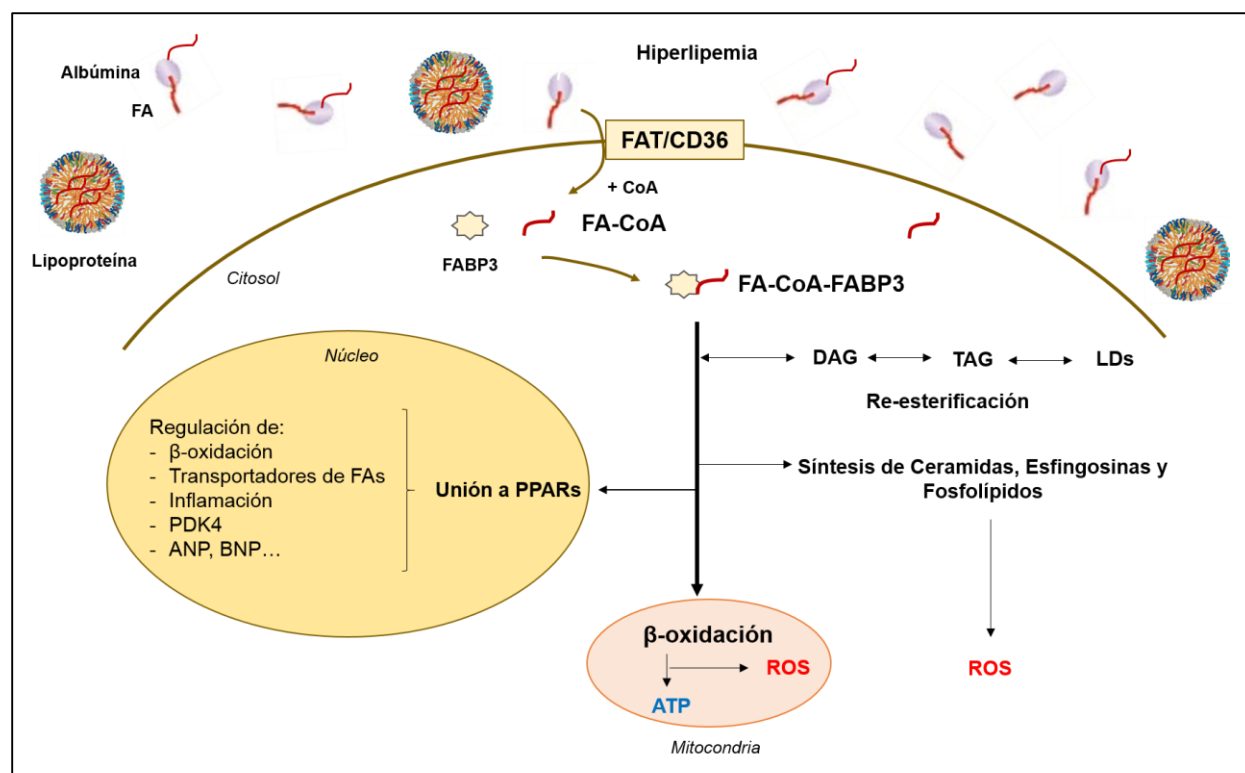 Hiperlipemia
Albúmina
FA
FAT/CD36
+ CoA
FA-CoA
FABP3
Lipoproteína
Citosol
FA-CoA-FABP3
Núcleo
DAG
TAG
LDs
Re-esterificación
Regulación de:
- β-oxidación
- Transportadores de FAs
- Inflamación
- PDK4
- ANP, BNP…
Unión a PPARs
Síntesis de Ceramidas, Esfingosinas y
Fosfolípidos
β-oxidación
ROS
ATP
ROS
Mitocondria